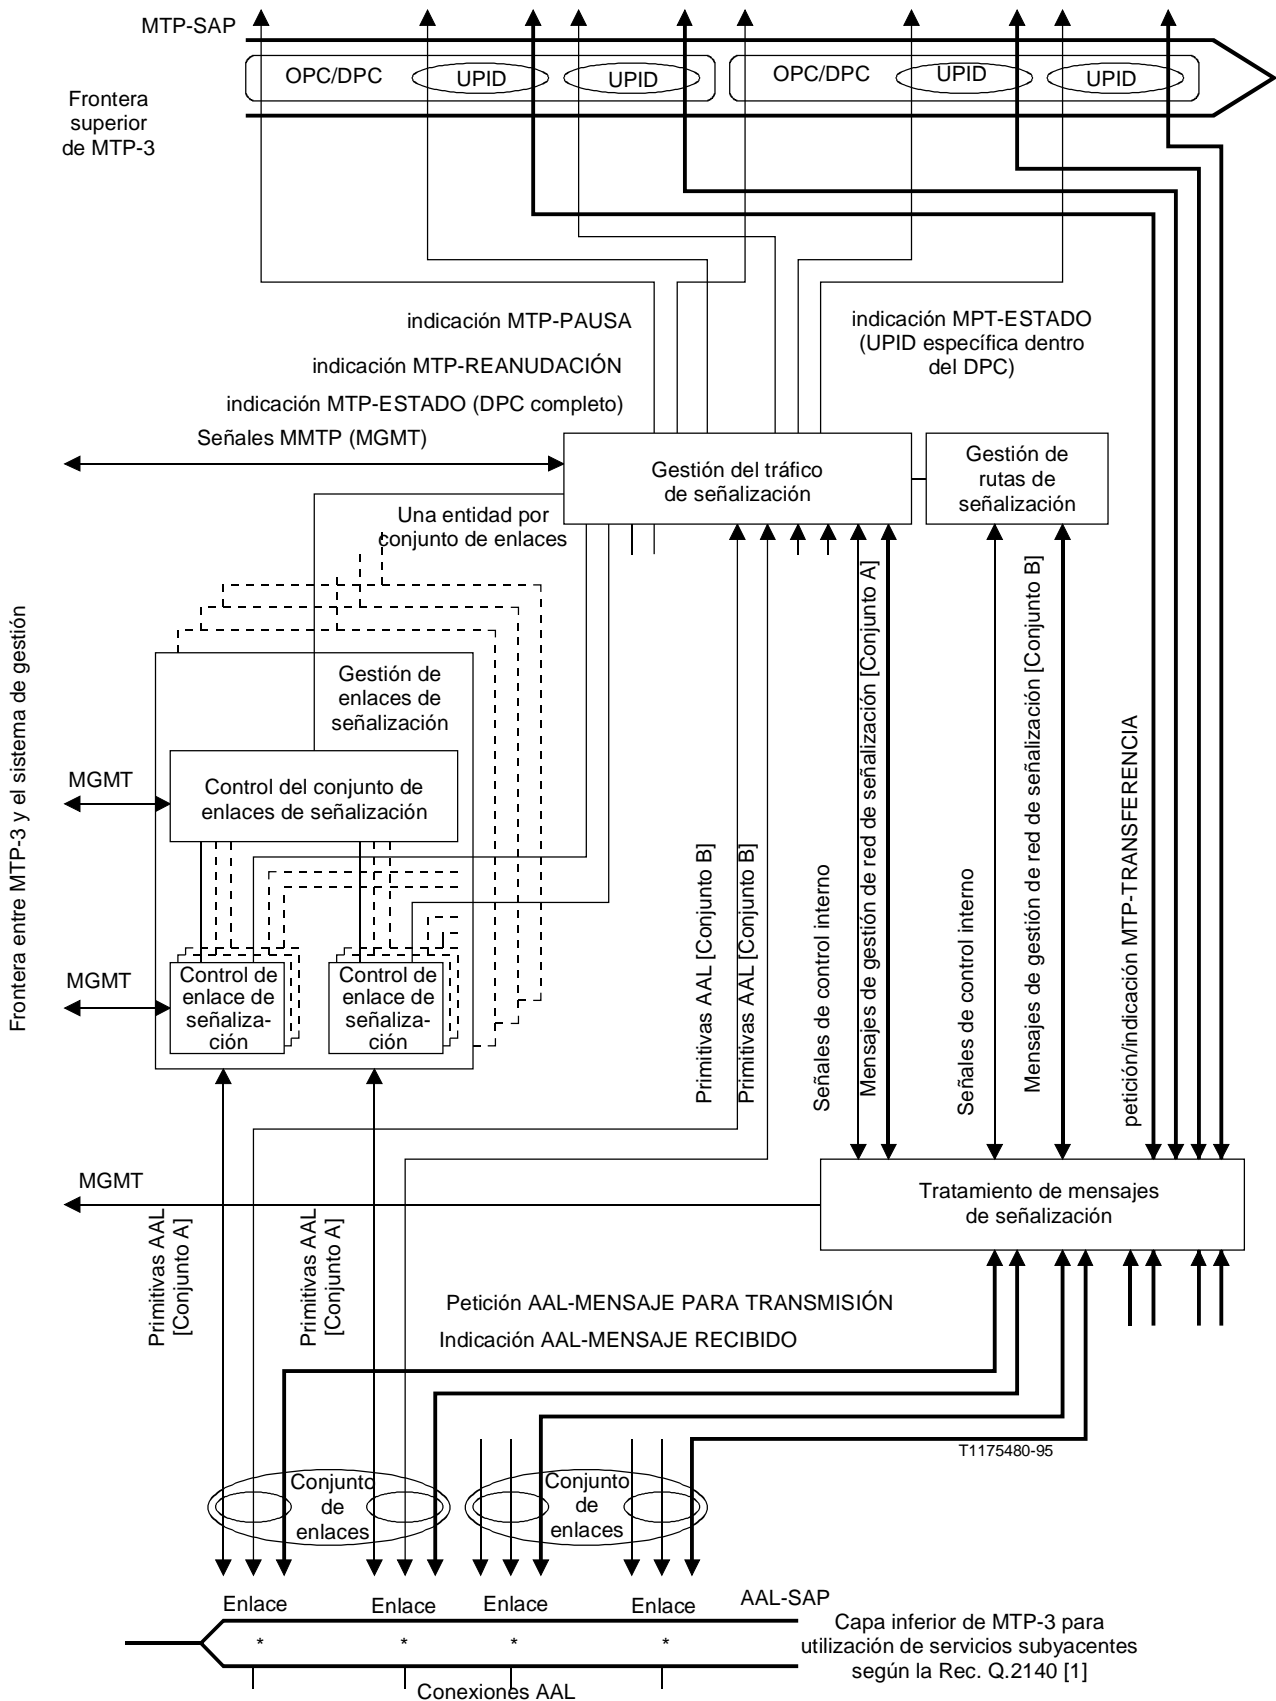 MTP-SAP
OPC/DPC
UPID
UPID
OPC/DPC
UPID
UPID
Frontera
superior
de MTP-3
indicación MTP-PAUSA
indicación MTP-REANUDACIÓN
indicación MTP-ESTADO (DPC completo)
indicación MPT-ESTADO
(UPID específica dentro
del DPC)
Señales MMTP (MGMT)
Gestión del tráfico
de señalización
Gestión de
rutas de
señalización
Una entidad por
conjunto de enlaces
Frontera entre MTP-3 y el sistema de gestión
Gestión de
enlaces de
señalización
MGMT
Control del conjunto de
enlaces de señalización
MGMT
Control de
enlace de
señaliza-
ción
Control de
enlace de
señaliza-
ción
Primitivas AAL [Conjunto B]
Primitivas AAL [Conjunto B]
Señales de control interno
Mensajes de gestión de red de señalización [Conjunto A]
Señales de control interno
Mensajes de gestión de red de señalización [Conjunto B]
petición/indicación MTP-TRANSFERENCIA
MGMT
Tratamiento de mensajes
de señalización
Primitivas AAL
[Conjunto A]
Primitivas AAL
[Conjunto A]
Petición AAL-MENSAJE PARA TRANSMISIÓN
Indicación AAL-MENSAJE RECIBIDO
T1175480-95
Conjunto
de
enlaces
Conjunto
de
enlaces
Enlace
Enlace
Enlace
Enlace
AAL-SAP
*
*
*
*
Capa inferior de MTP-3 para
utilización de servicios subyacentes
según la Rec. Q.2140 [1]
Conexiones AAL